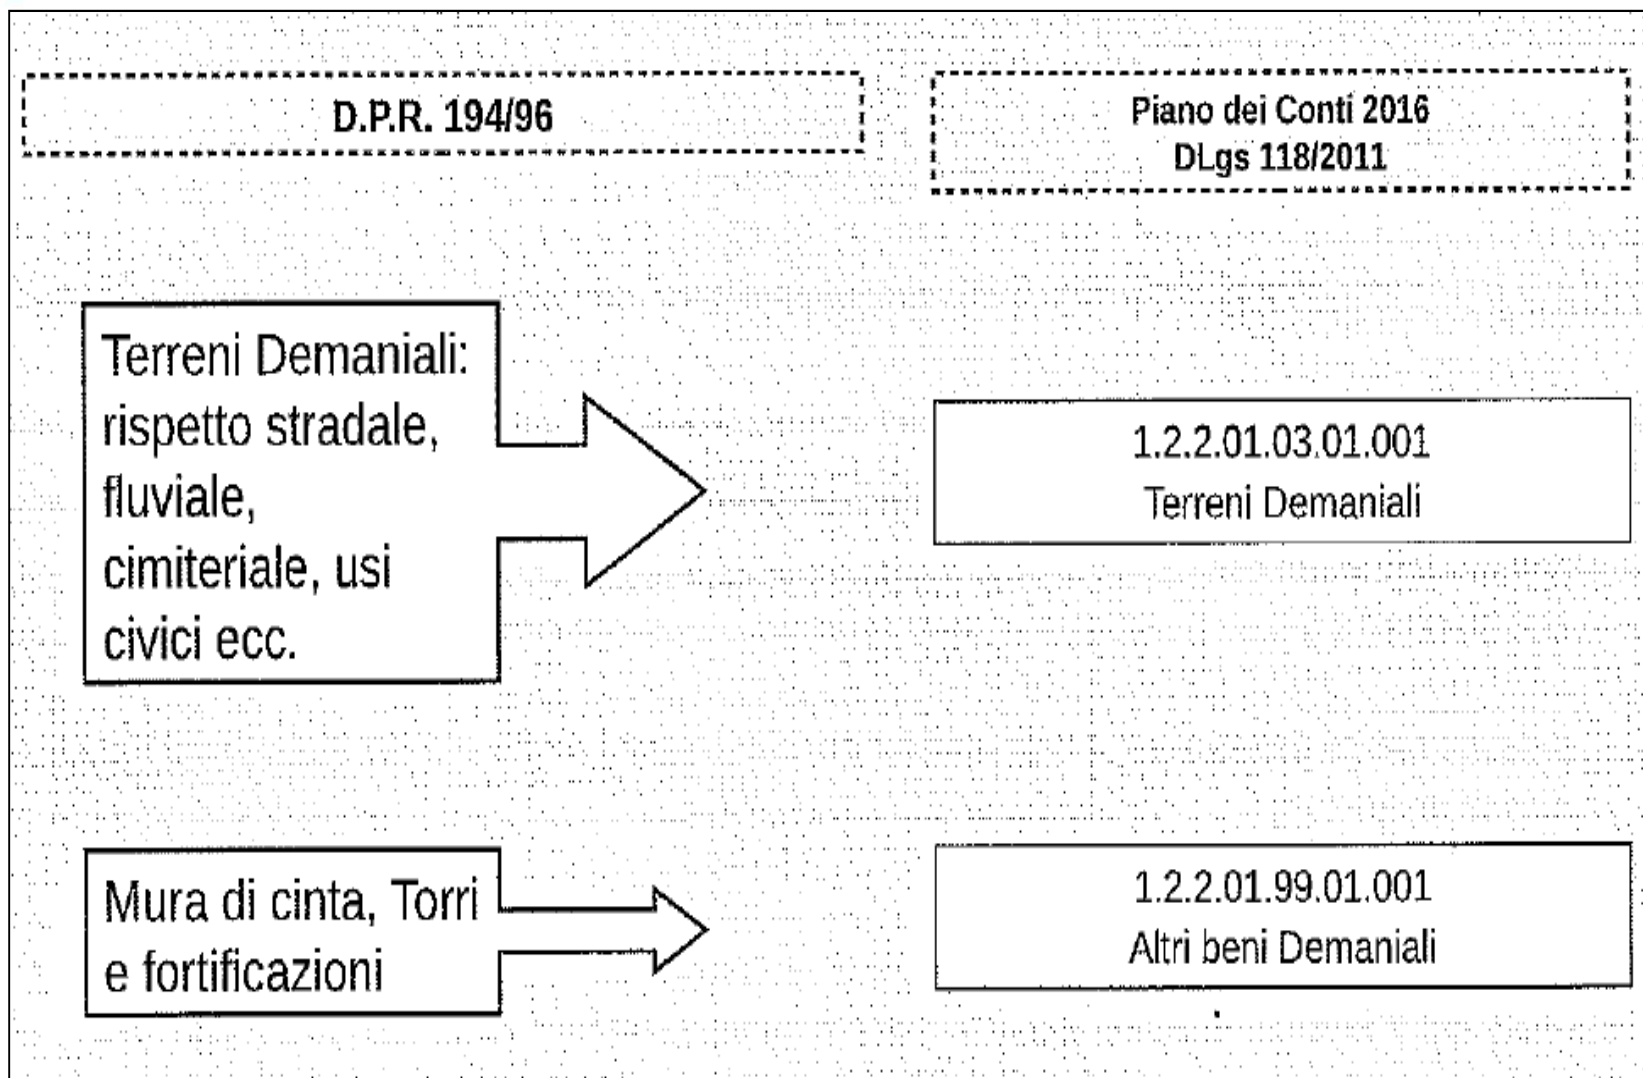 D.P.R. 194/96
Piano dei Conti 2016
DLgs 118/2011
Terreni Demaniali:
rispetto stradale,
fluviale,
cimiteriale, usi
civici ecc.
1.2.2.01.03.01.001
Terreni Demaniali
Mura di cinta, Torri
e fortificazioni
1.2.2.01.99.01.001
Altri beni Demaniali